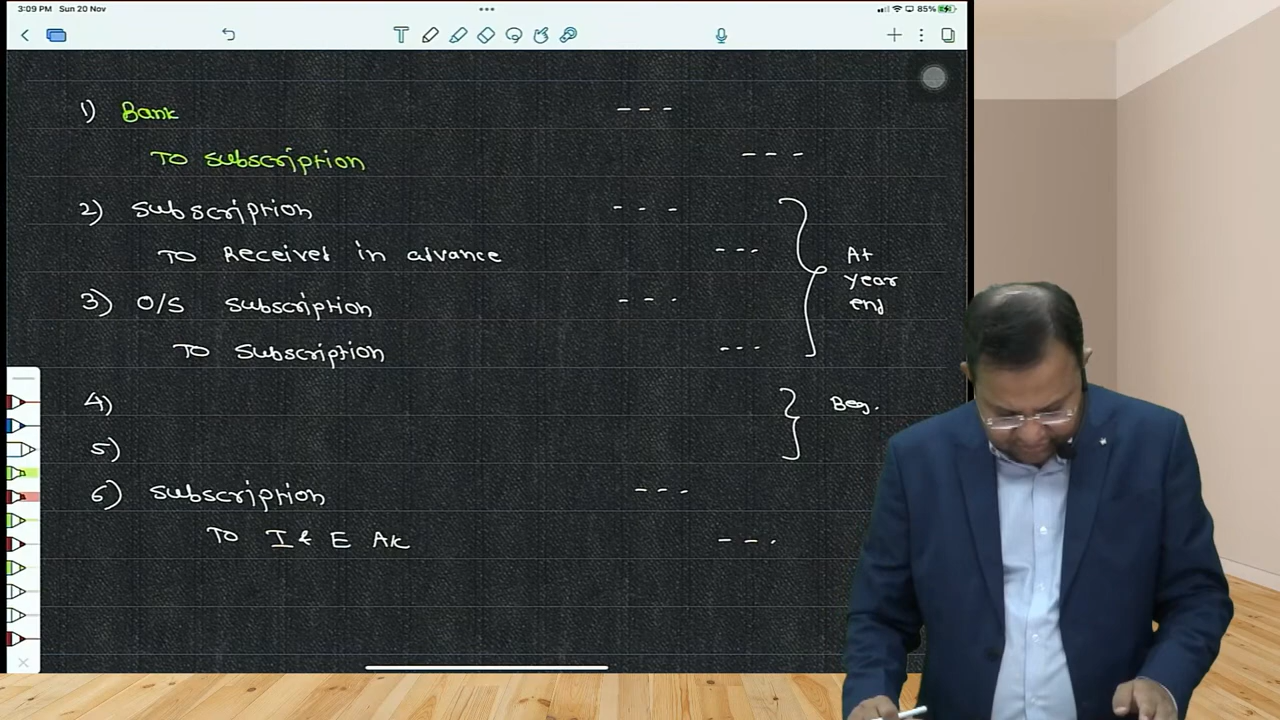 3:09 PM Sun 20 Nov
85%
1) Bank - - -
To subscription - - -
2) subscription - - -
To Received in advance - - -
3) O/S subscription - - -
To subscription - - -
At
year
end
4)
5)
Beg.
6) subscription - - -
To I & E A/c - - -